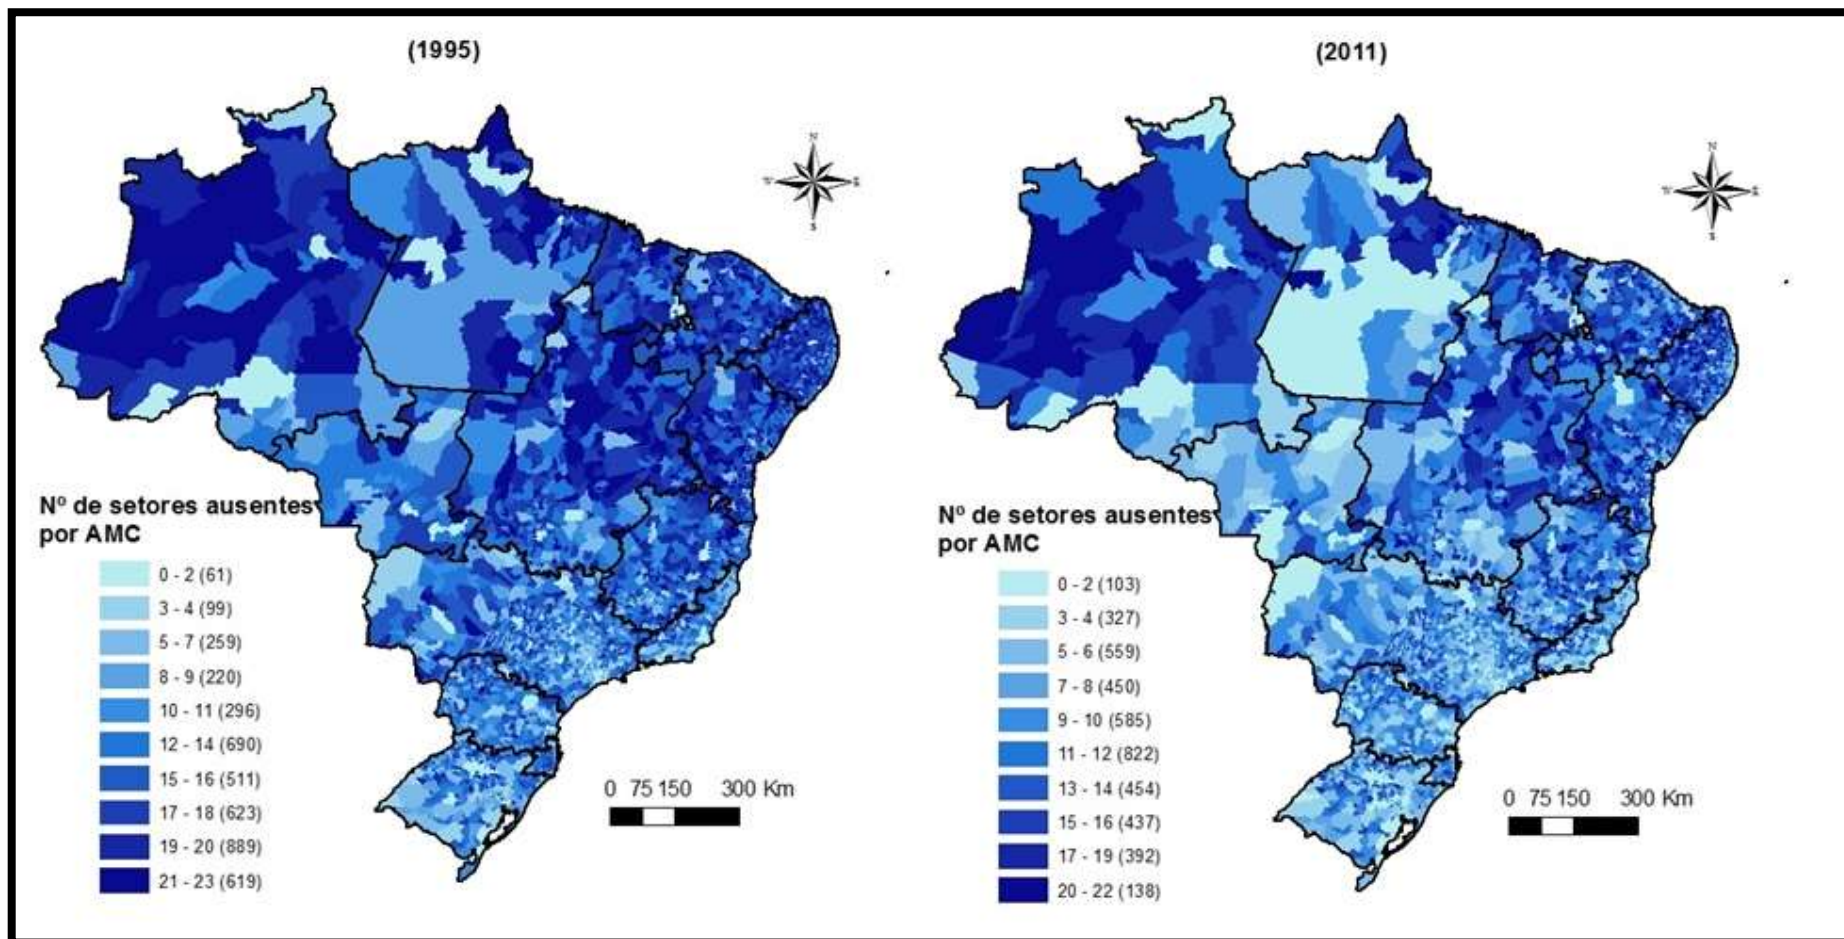 (1995)
N
S
Nº de setores ausentes
por AMC
0 - 2 (61)
3 - 4 (99)
5 - 7 (259)
8 - 9 (220)
10 - 11 (296)
12 - 14 (690)
15 - 16 (511)
17 - 18 (623)
19 - 20 (889)
21 - 23 (619)
0 75 150 300 Km
(2011)
N
S
Nº de setores ausentes
por AMC
0 - 2 (103)
3 - 4 (327)
5 - 6 (559)
7 - 8 (450)
9 - 10 (585)
11 - 12 (822)
13 - 14 (454)
15 - 16 (437)
17 - 19 (392)
20 - 22 (138)
0 75 150 300 Km